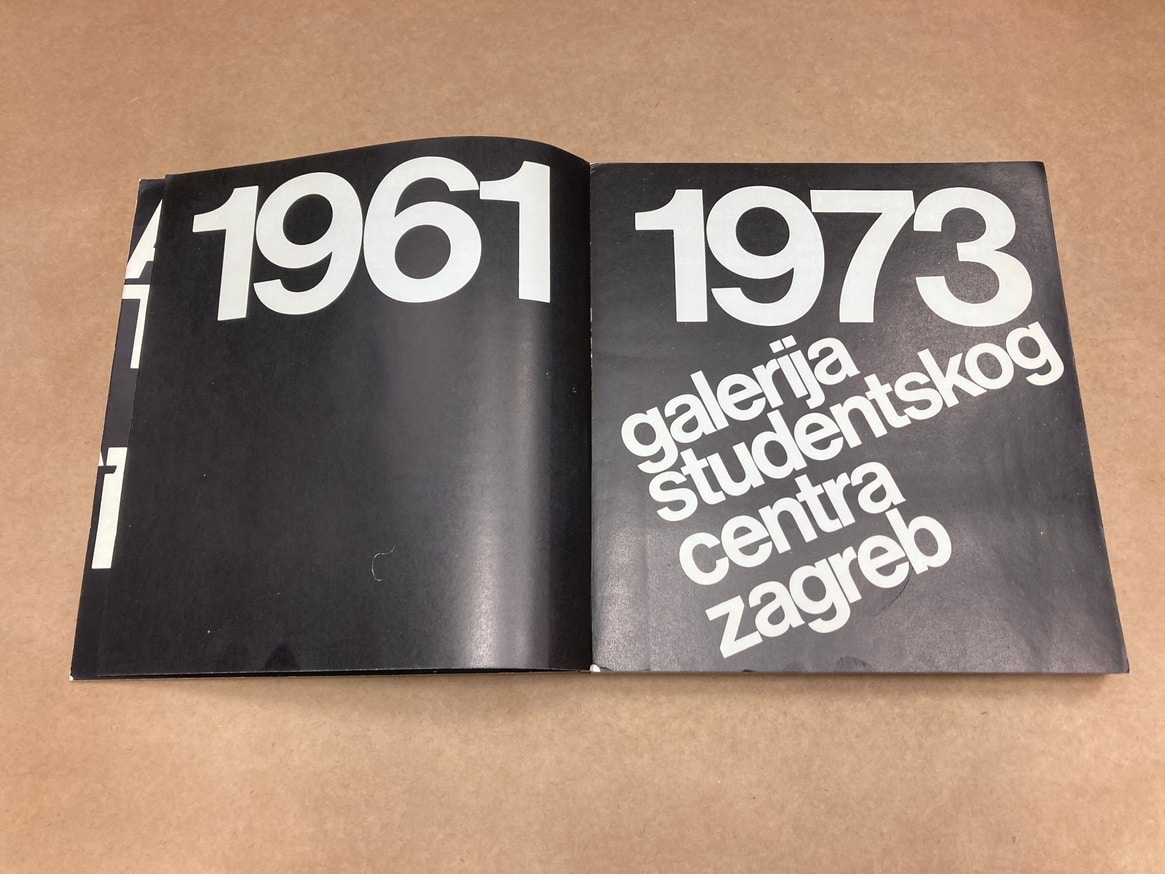 1961
1973
galerija
studentskog
centra
zagreb